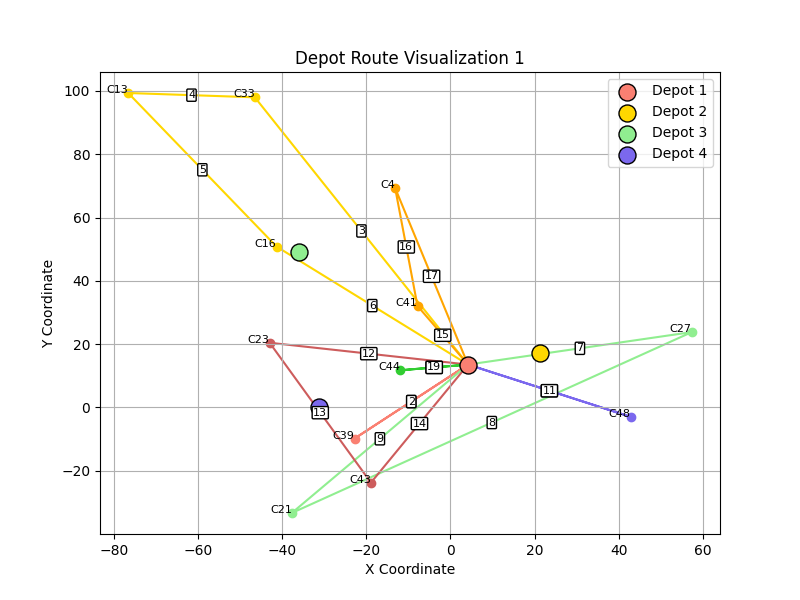 Depot Route Visualization 1
Depot 1
Depot 2
Depot 3
Depot 4
Y Coordinate
100
80
60
40
20
0
−20
−80
−60
−40
−20
0
20
40
60
X Coordinate
C13
4
C33
5
C4
3
C16
16
17
6
C41
15
C27
C23
12
7
C44
19
11
2
13
C48
C39
9
14
8
C43
C21